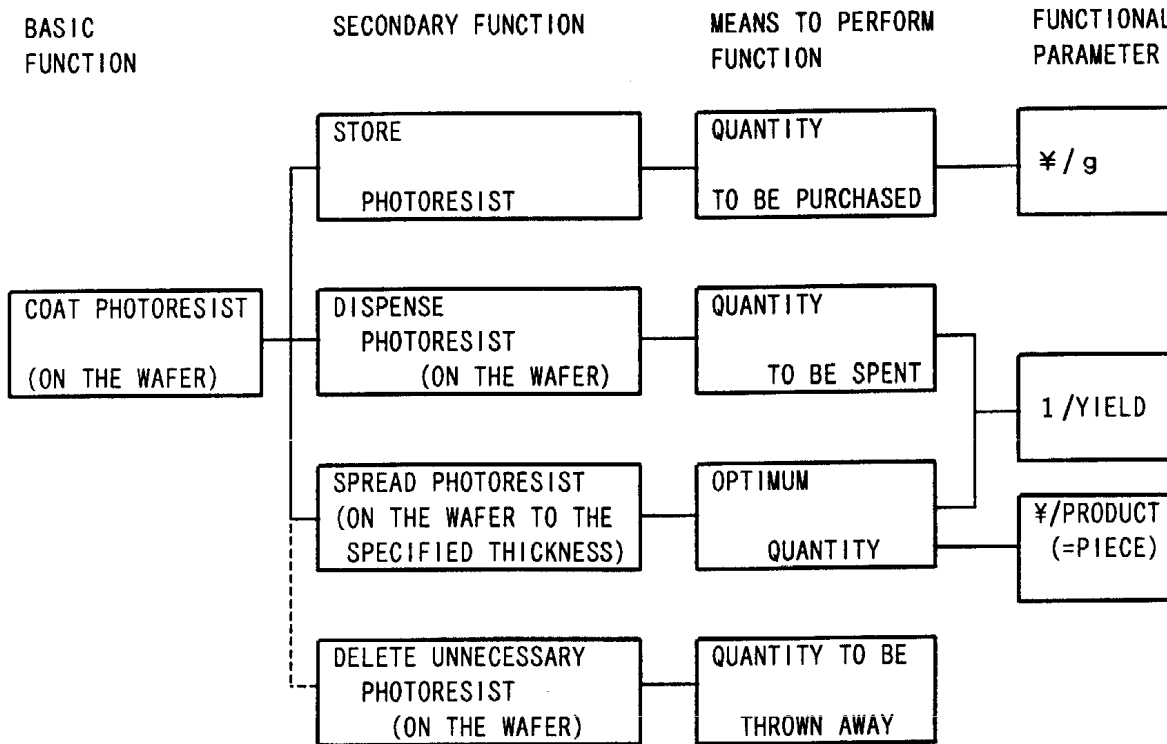 BASIC
FUNCTION
SECONDARY FUNCTION
MEANS TO PERFORM
FUNCTION
FUNCTIONAL
PARAMETER
STORE
PHOTORESIST
QUANTITY
TO BE PURCHASED
¥/g
COAT PHOTORESIST
(ON THE WAFER)
DISPENSE
PHOTORESIST
(ON THE WAFER)
QUANTITY
TO BE SPENT
1/YIELD
SPREAD PHOTORESIST
(ON THE WAFER TO THE
SPECIFIED THICKNESS)
OPTIMUM
QUANTITY
¥/PRODUCT
(=PIECE)
DELETE UNNECESSARY
PHOTORESIST
(ON THE WAFER)
QUANTITY TO BE
THROWN AWAY